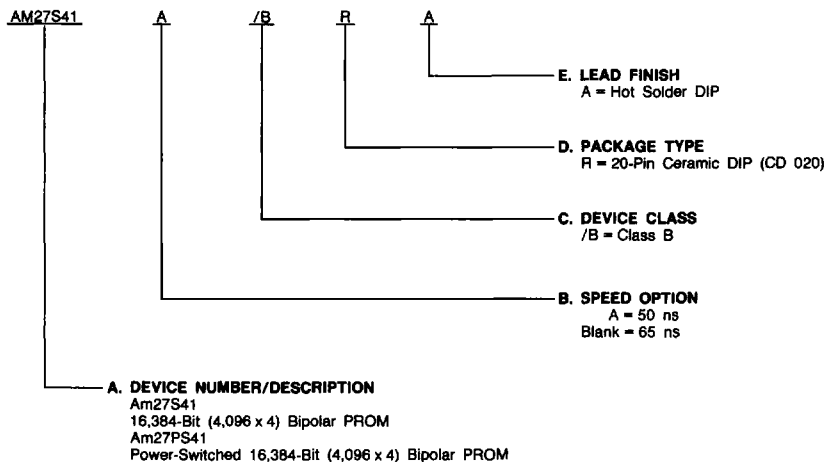 AM27S41 A /B R A
E. LEAD FINISH
A = Hot Solder DIP
D. PACKAGE TYPE
R = 20-Pin Ceramic DIP (CD 020)
C. DEVICE CLASS
/B = Class B
B. SPEED OPTION
A = 50 ns
Blank = 65 ns
A. DEVICE NUMBER/DESCRIPTION
Am27S41
16,384-Bit (4,096 x 4) Bipolar PROM
Am27PS41
Power-Switched 16,384-Bit (4,096 x 4) Bipolar PROM